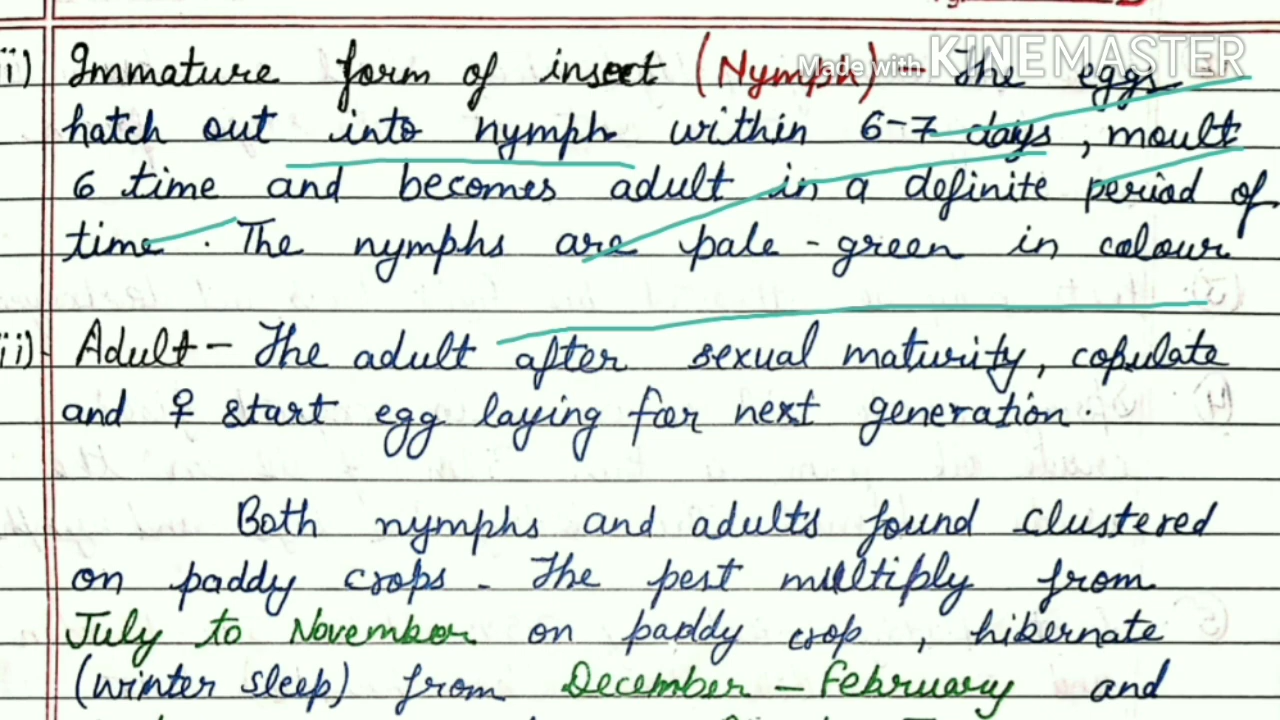 Made with KINEMASTER
ii) Immature form of insect (Nymph) - The eggs
hatch out into nymph within 6-7 days, moult
6 time and becomes adult in a definite period of
time. The nymphs are pale-green in colour
ii) Adult - The adult after sexual maturity, copulate
and ♀ start egg laying for next generation.
Both nymphs and adults found clustered
on paddy crops. The pest multiply from
July to November on paddy crop, hibernate
(winter sleep) from December - February and